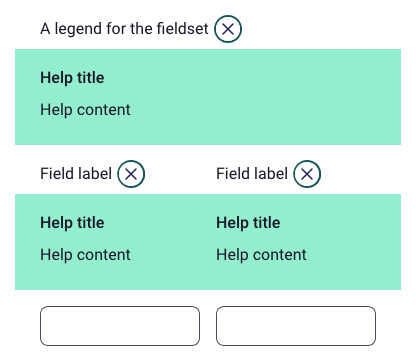 A legend for the fieldset
Help title
Help content
Field label
Field label
Help title
Help title
Help content
Help content